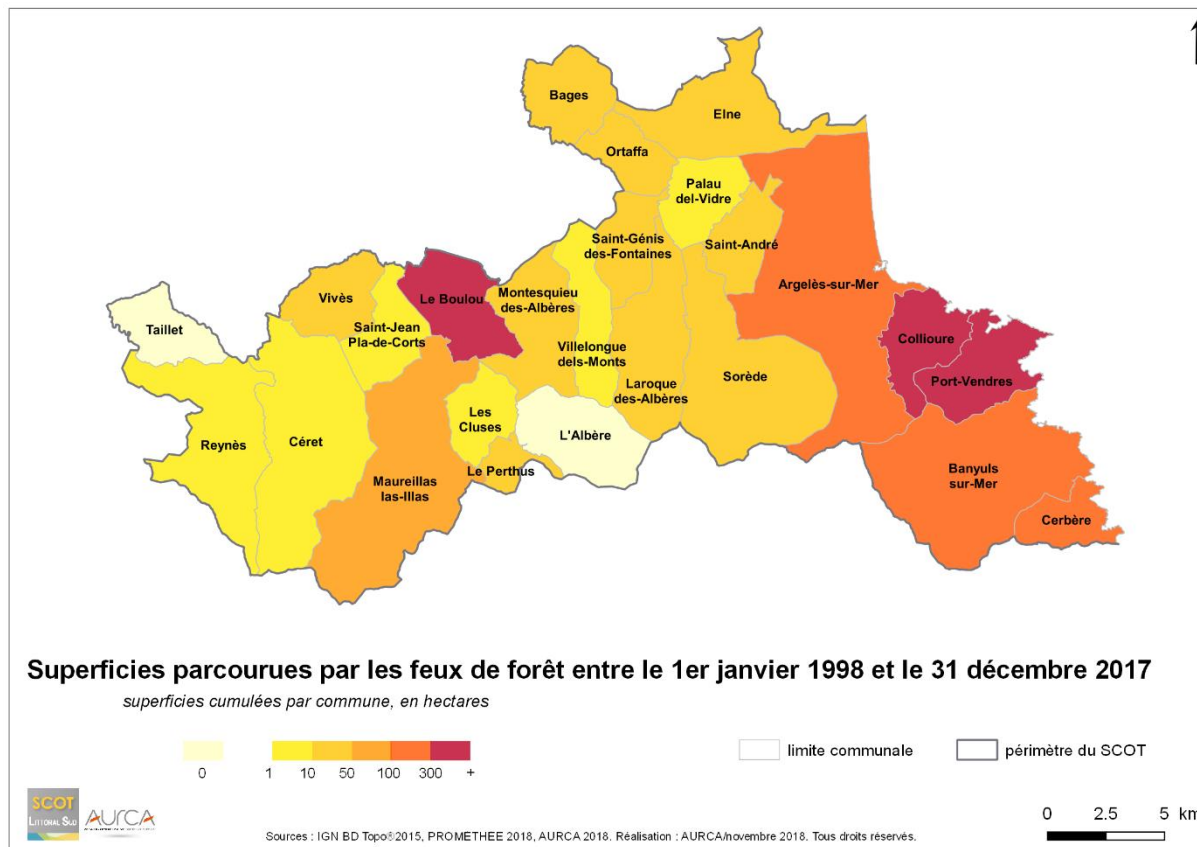 Bages
Elne
Ortaffa
Palau
del-Vidre
Saint-Génis
des-Fontaines
Saint-André
Argelès-sur-Mer
Vivès
Le Boulou
Montesquieu
des-Albères
Taillet
Saint-Jean
Pla-de-Corts
Collioure
Villelongue
dels-Monts
Port-Vendres
Sorède
Laroque
des-Albères
Les
Cluses
L'Albère
Reynès
Céret
Le Perthus
Banyuls
sur-Mer
Maureillas
las-Illas
Cerbère
Superficies parcourues par les feux de forêt entre le 1er janvier 1998 et le 31 décembre 2017
superficies cumulées par commune, en hectares
limite communale
périmètre du SCOT
0 1 10 50 100 300 +
SCOT
LITTORAL SUD
AURCA
0 2.5 5 km
Sources : IGN BD Topo®2015, PROMETHEE 2018, AURCA 2018. Réalisation : AURCA/novembre 2018. Tous droits réservés.